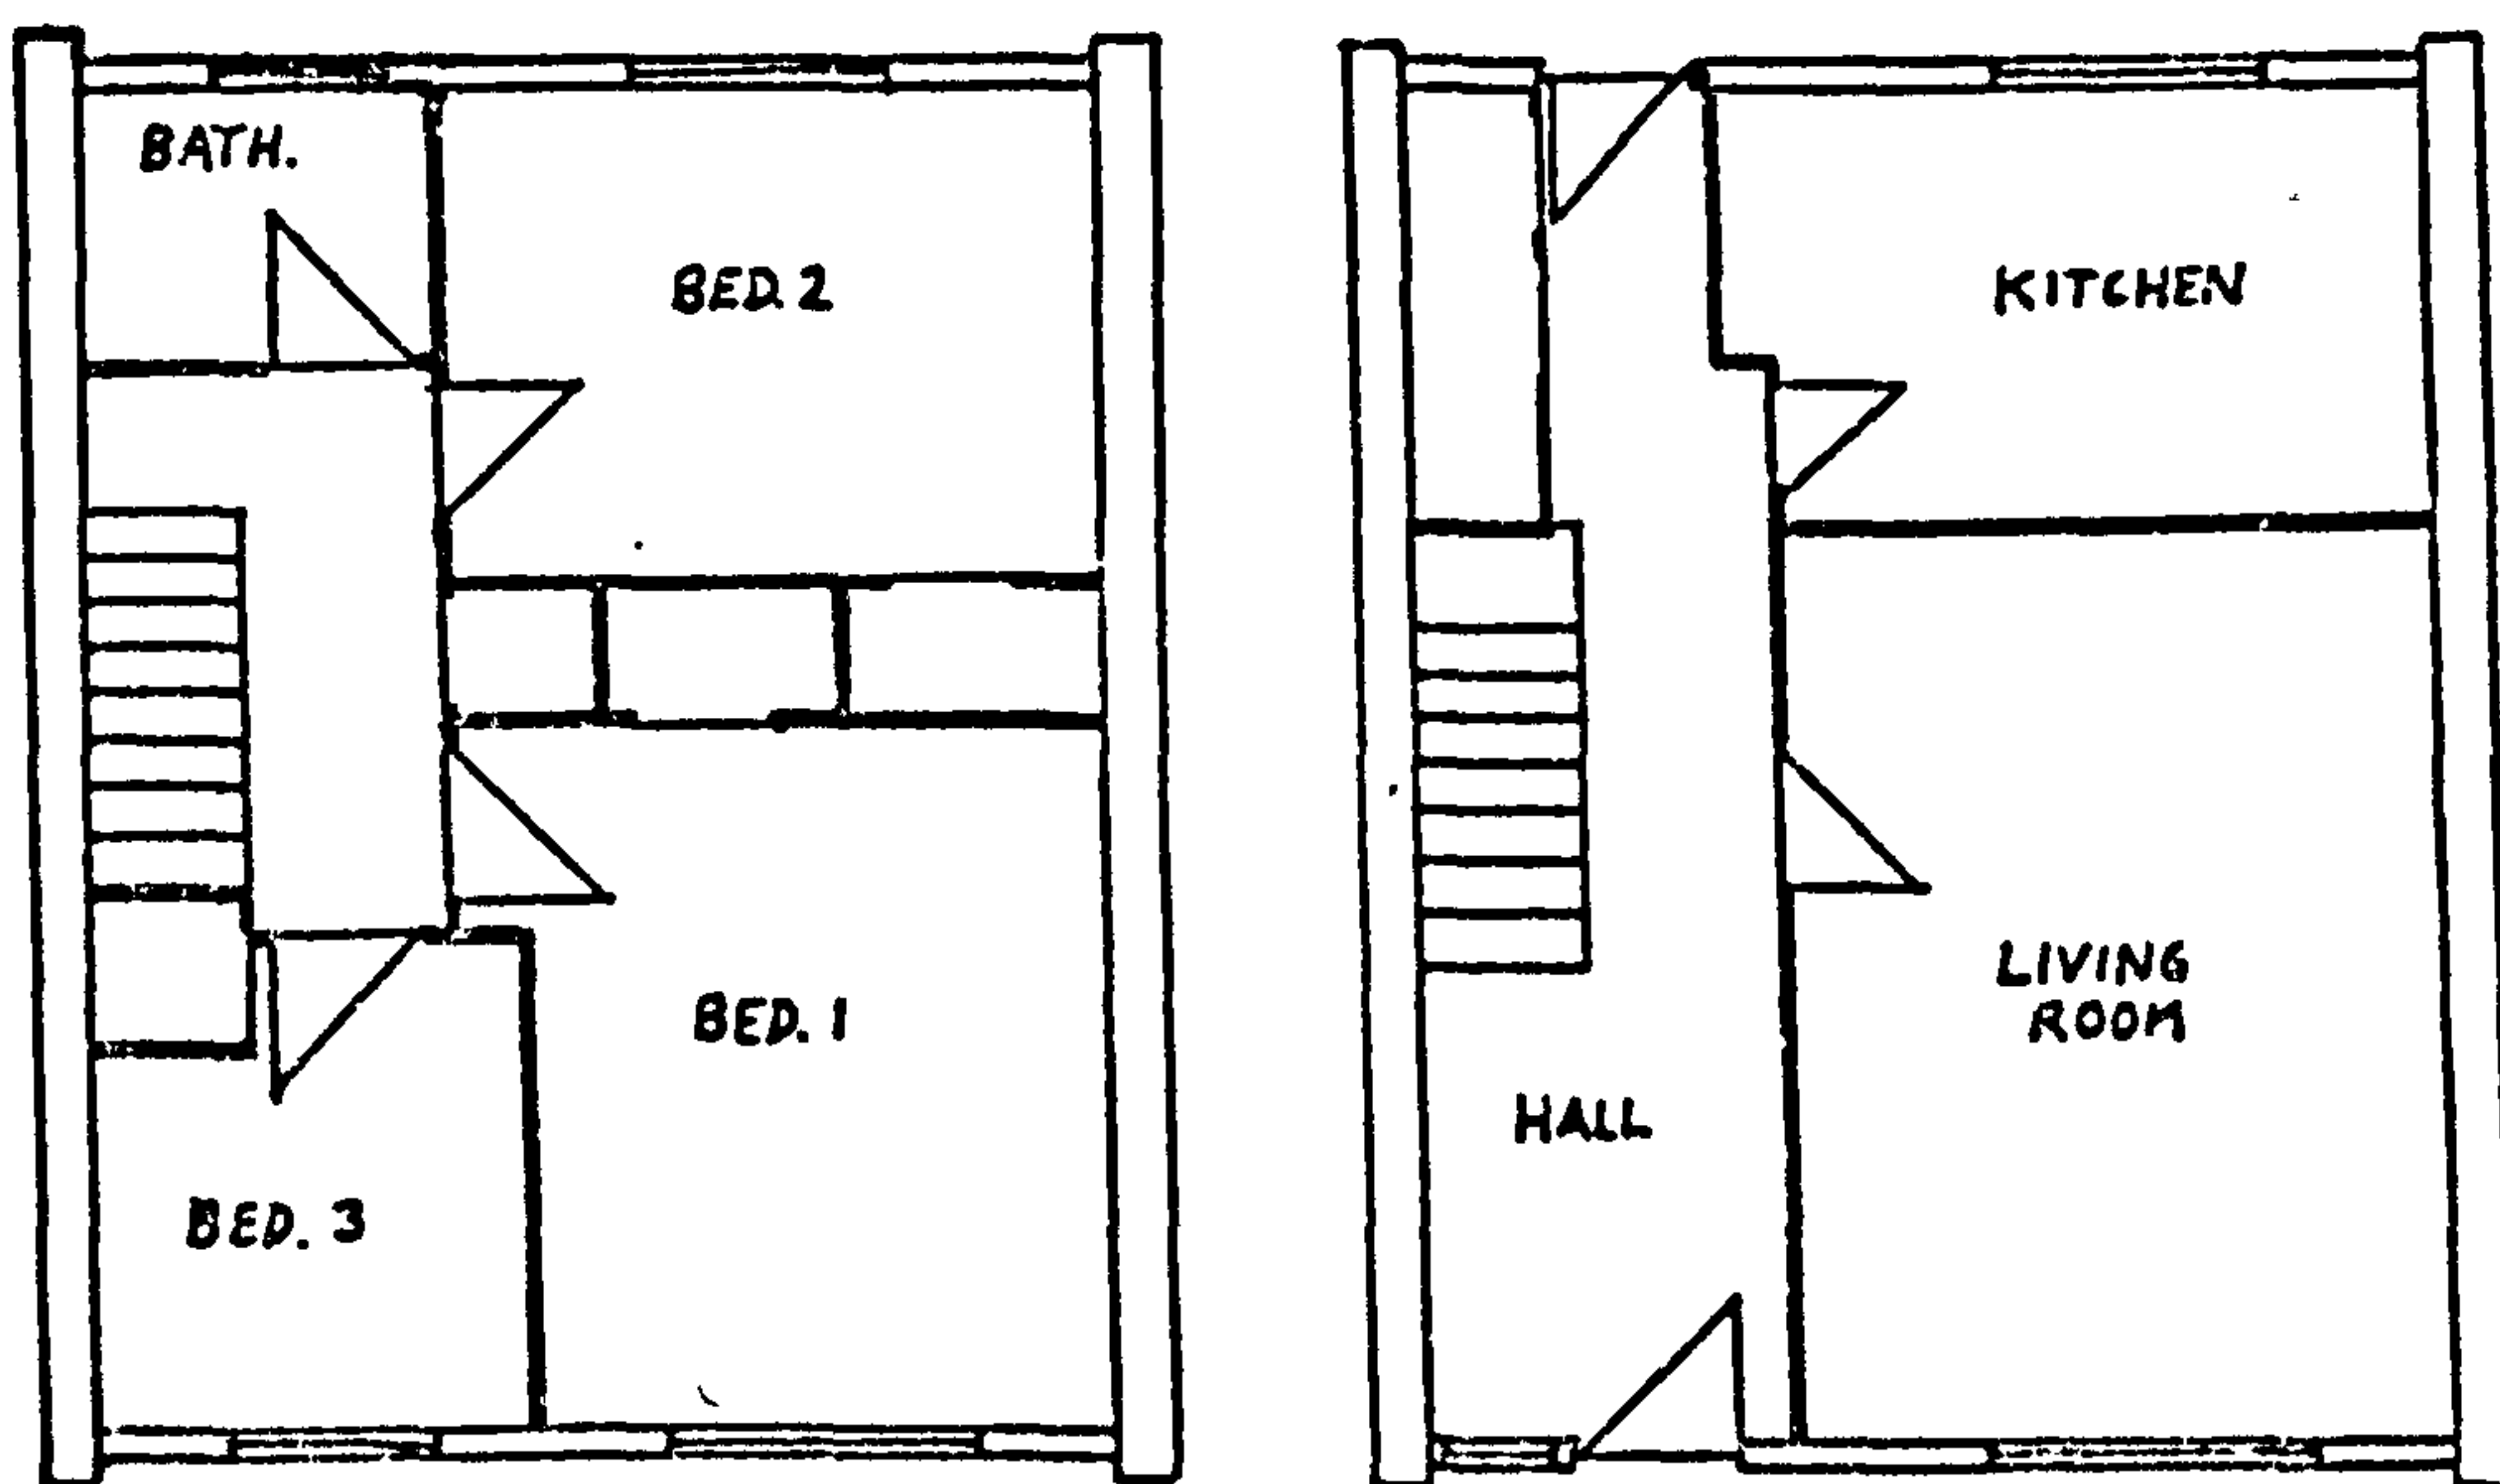 BATH.
BED 2
BED. 1
BED. 3
KITCHEN
LIVING
ROOM
HALL